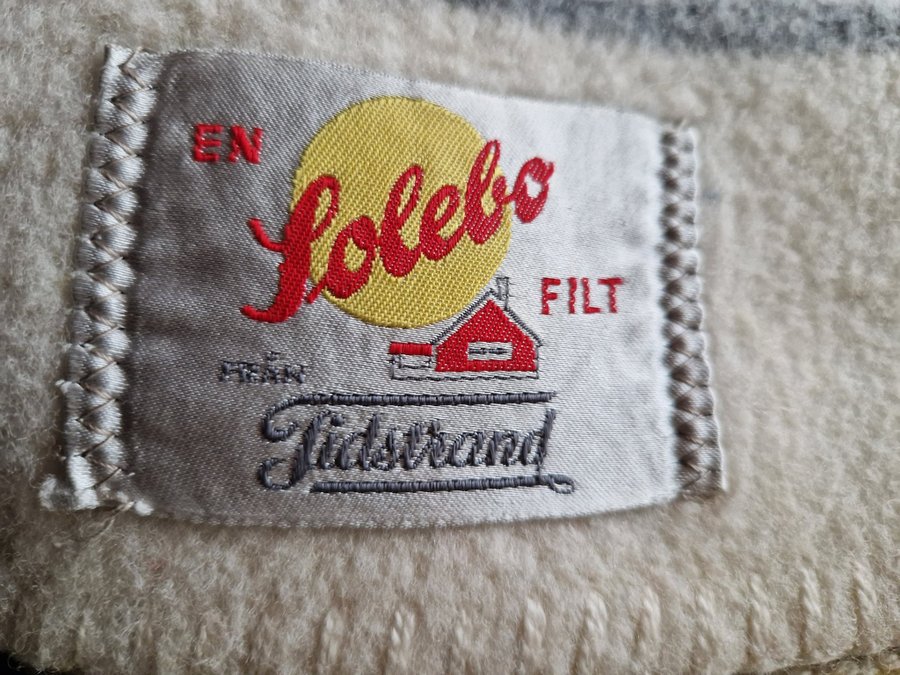 EN
Solebo
FILT
FRÅN
Tidstrand